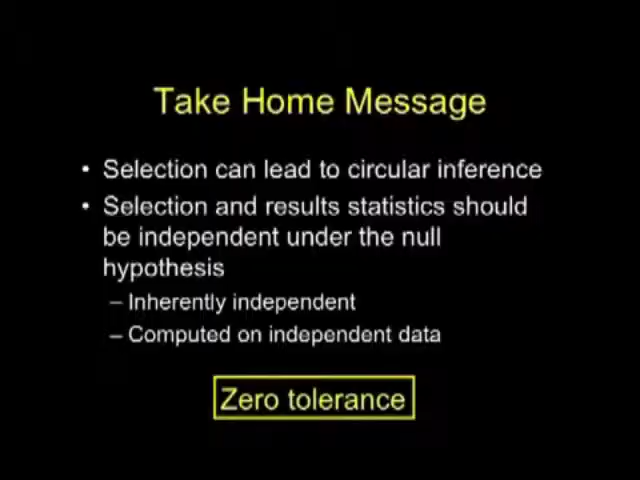 Take Home Message
• Selection can lead to circular inference
• Selection and results statistics should
be independent under the null
hypothesis
– Inherently independent
– Computed on independent data
Zero tolerance